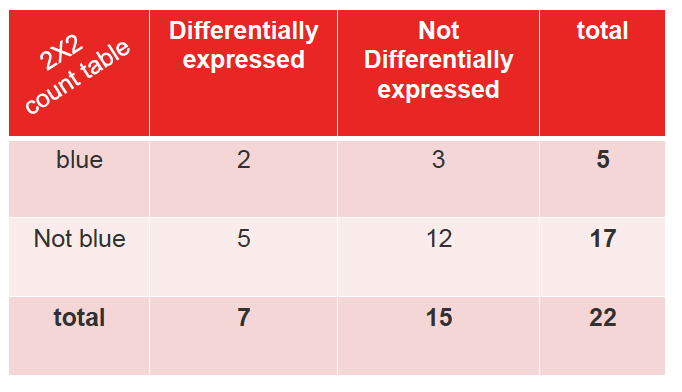 2X2
count table
Differentially
expressed
Not
Differentially
expressed
total
blue
2
3
5
Not blue
5
12
17
total
7
15
22